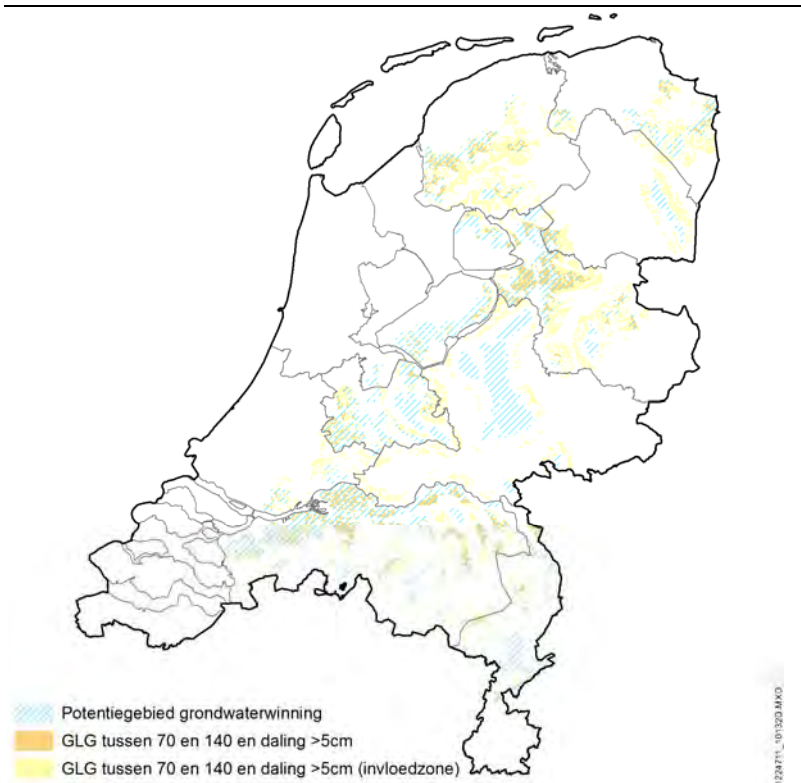 Potentiegebied grondwaterwinning
GLG tussen 70 en 140 en daling >5cm
GLG tussen 70 en 140 en daling >5cm (invloedzone)